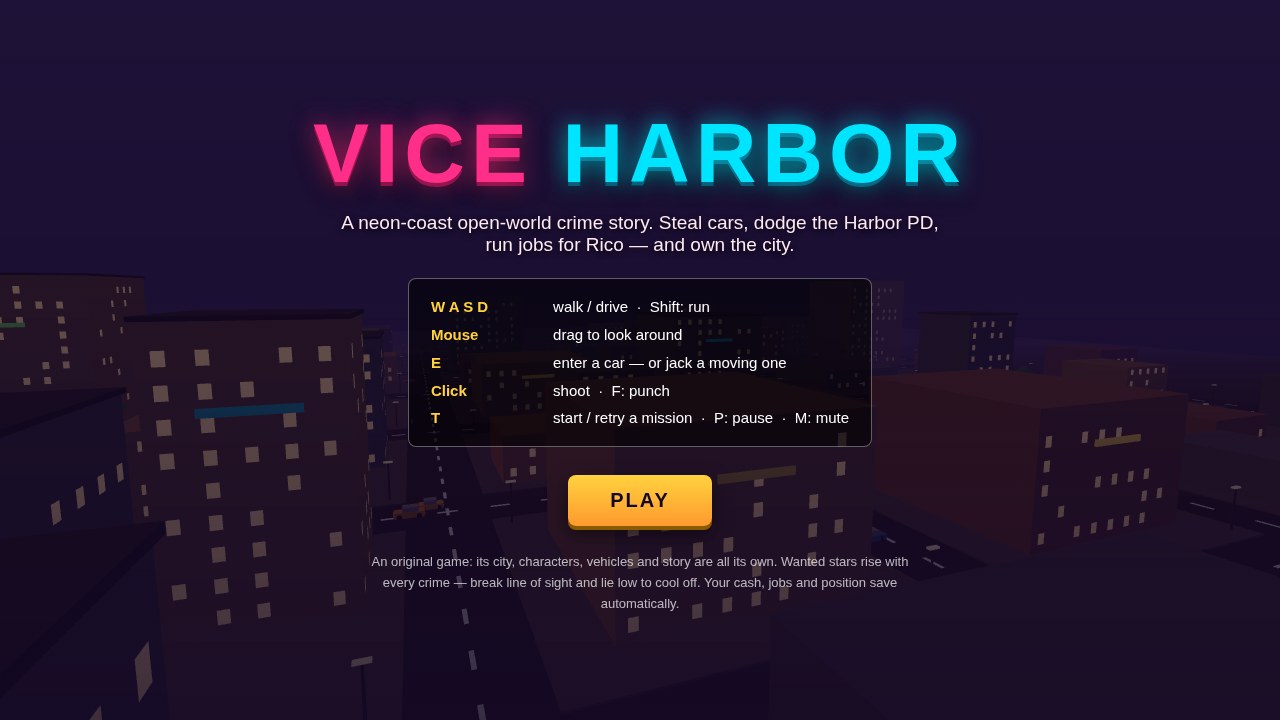 VICE HARBOR
A neon-coast open-world crime story. Steal cars, dodge the Harbor PD,
run jobs for Rico — and own the city.
W A S D walk / drive · Shift: run
Mouse drag to look around
E enter a car — or jack a moving one
Click shoot · F: punch
T start / retry a mission · P: pause · M: mute
PLAY
An original game: its city, characters, vehicles and story are all its own. Wanted stars rise with
every crime — break line of sight and lie low to cool off. Your cash, jobs and position save
automatically.